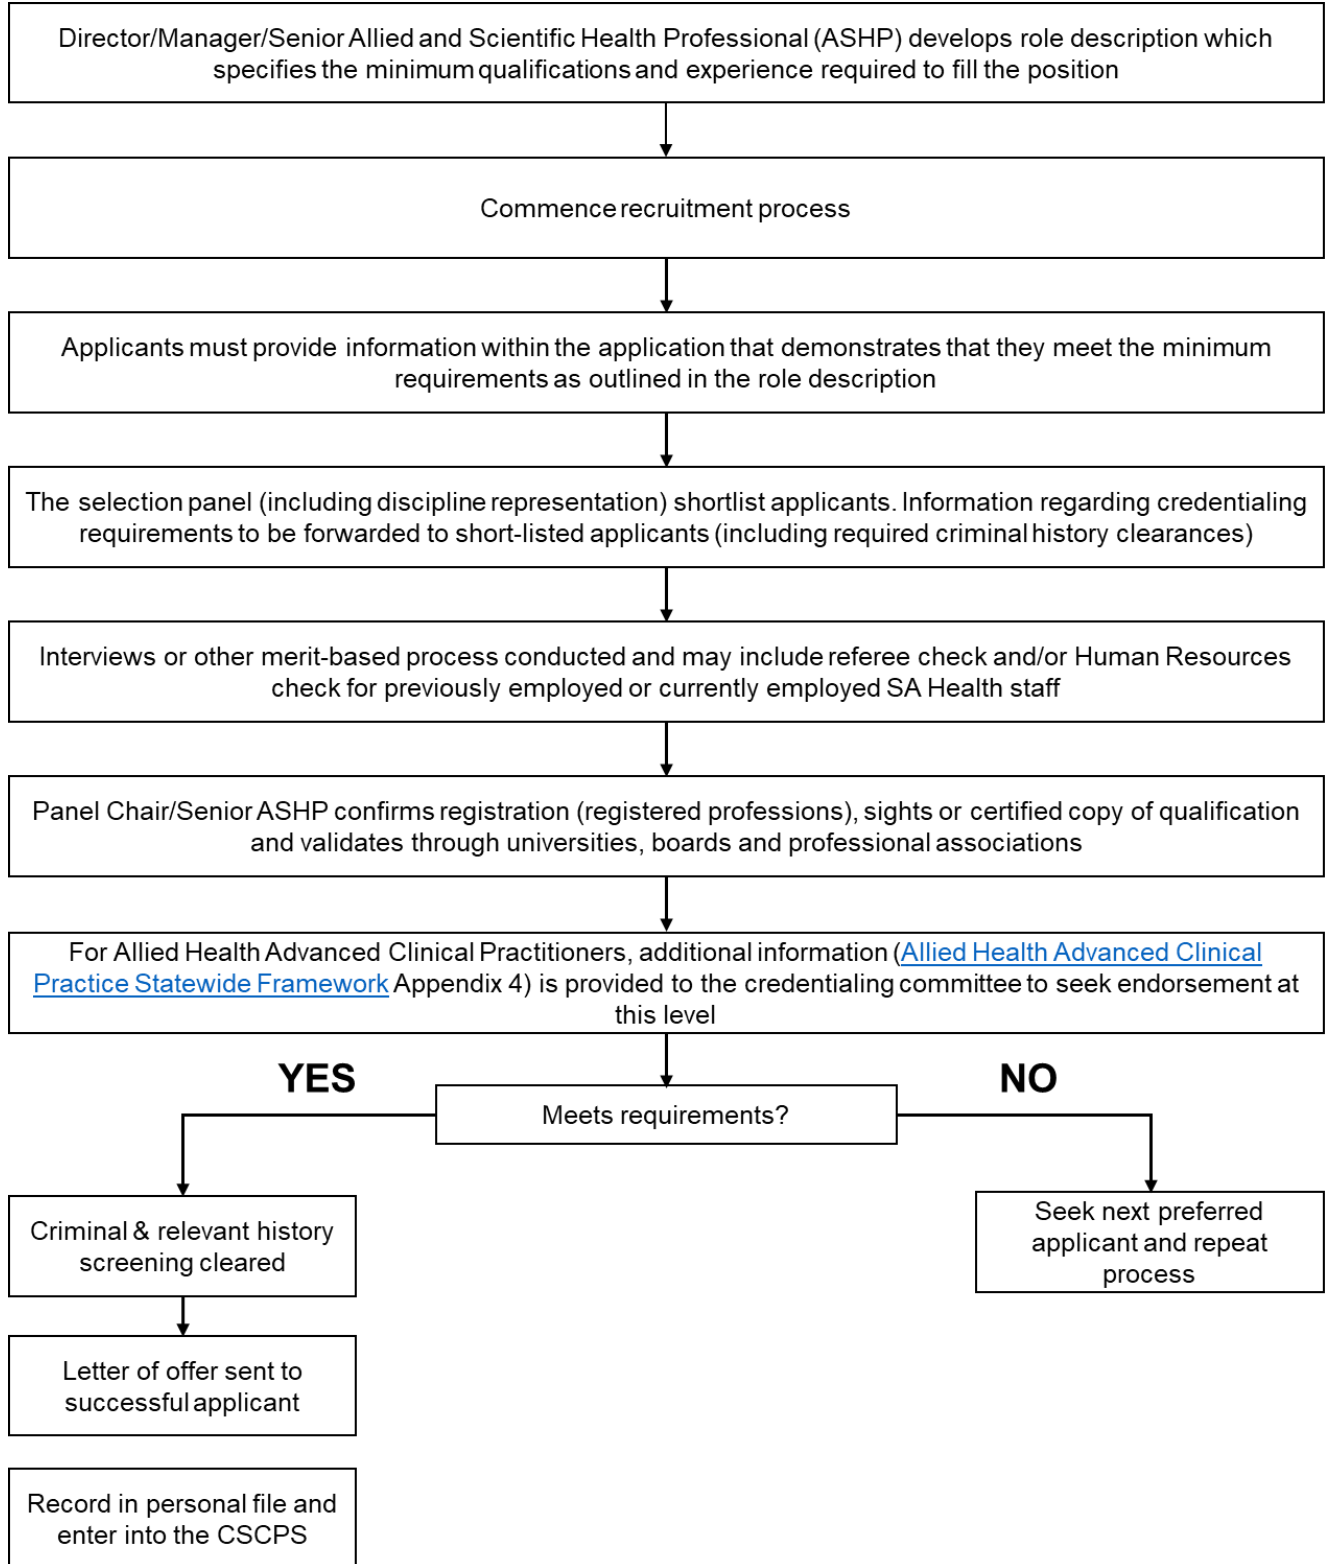 Director/Manager/Senior Allied and Scientific Health Professional (ASHP) develops role description which
specifies the minimum qualifications and experience required to fill the position
Commence recruitment process
Applicants must provide information within the application that demonstrates that they meet the minimum
requirements as outlined in the role description
The selection panel (including discipline representation) shortlist applicants. Information regarding credentialing
requirements to be forwarded to short-listed applicants (including required criminal history clearances)
Interviews or other merit-based process conducted and may include referee check and/or Human Resources
check for previously employed or currently employed SA Health staff
Panel Chair/Senior ASHP confirms registration (registered professions), sights or certified copy of qualification
and validates through universities, boards and professional associations
For Allied Health Advanced Clinical Practitioners, additional information (Allied Health Advanced Clinical
Practice Statewide Framework Appendix 4) is provided to the credentialing committee to seek endorsement at
this level
YES
NO
Meets requirements?
Criminal & relevant history
screening cleared
Seek next preferred
applicant and repeat
process
Letter of offer sent to
successful applicant
Record in personal file and
enter into the CSCPS